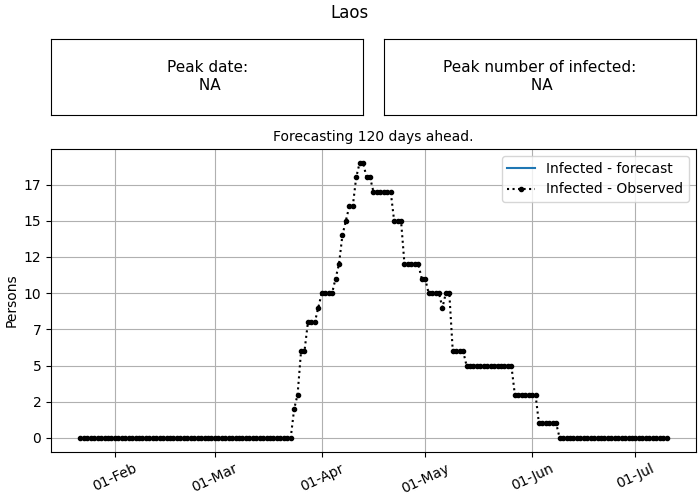 Laos
Peak date:
NA
Peak number of infected:
NA
Forecasting 120 days ahead.
Infected - forecast
Infected - Observed
Persons
17
15
12
10
7
5
2
0
01-Feb
01-Mar
01-Apr
01-May
01-Jun
01-Jul